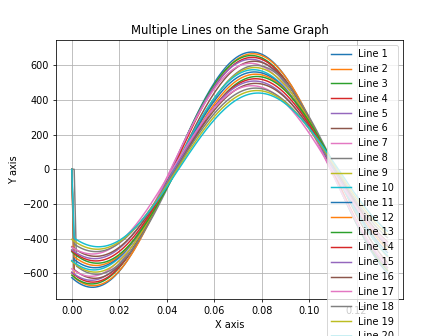 Multiple Lines on the Same Graph
Y axis
600
400
200
0
−200
−400
−600
0.00
0.02
0.04
0.06
0.08
0.10
X axis
Line 1
Line 2
Line 3
Line 4
Line 5
Line 6
Line 7
Line 8
Line 9
Line 10
Line 11
Line 12
Line 13
Line 14
Line 15
Line 16
Line 17
Line 18
Line 19
Line 20